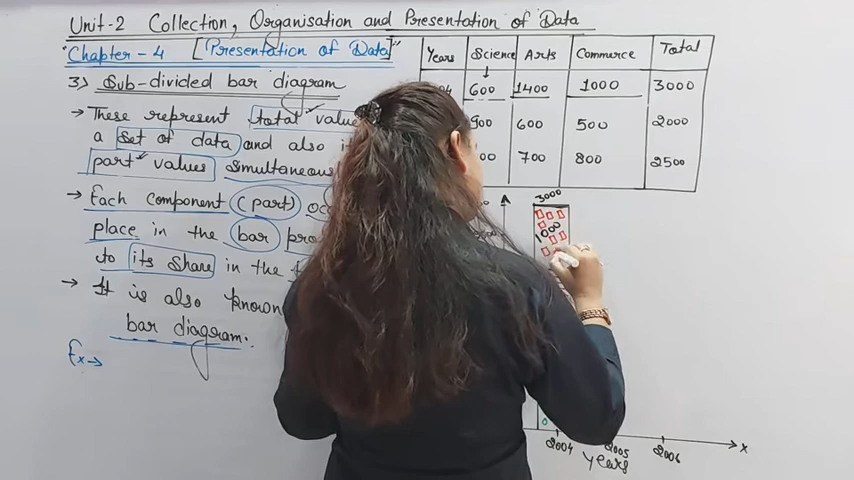 Unit-2 Collection, Organisation and Presentation of Data
"Chapter - 4 [Presentation of Data]"
3) Sub-divided bar diagram
→ These represent total value
a set of data and also
part values simultaneous
→ Each component (part)
place in the bar
to its share in the
→ It is also known
bar diagram.
Ex→
Years Science Arts Commerce Total
600 1400 1000 3000
600 500 2000
700 800 2500
3000
1000
0
2004 2005 2006 x
Years